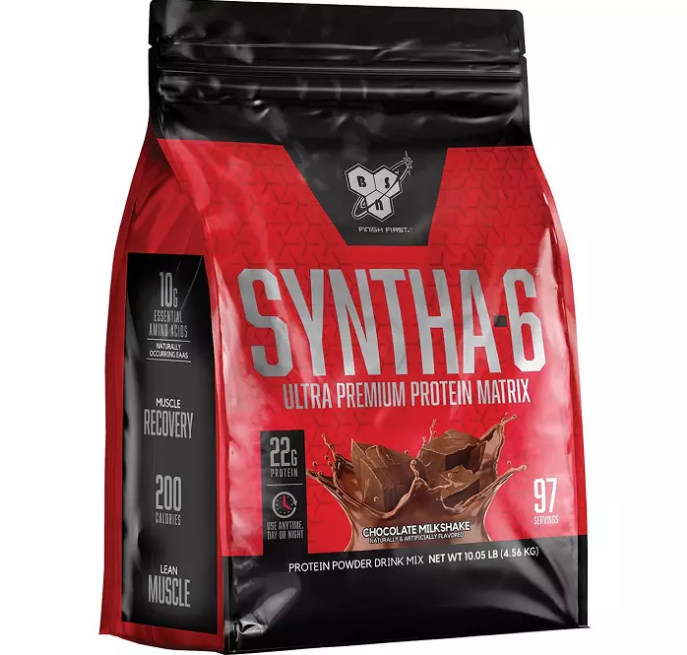 BSN
FINISH FIRST.
SYNTHA-6
ULTRA PREMIUM PROTEIN MATRIX
22G
PROTEIN
USE ANYTIME,
DAY OR NIGHT
97
SERVINGS
CHOCOLATE MILKSHAKE
NATURALLY & ARTIFICIALLY FLAVORED
PROTEIN POWDER DRINK MIX NET WT 10.05 LB (4.56 KG)
10G
ESSENTIAL
AMINO ACIDS
NATURALLY
OCCURRING EAAS
MUSCLE
RECOVERY
200
CALORIES
LEAN
MUSCLE